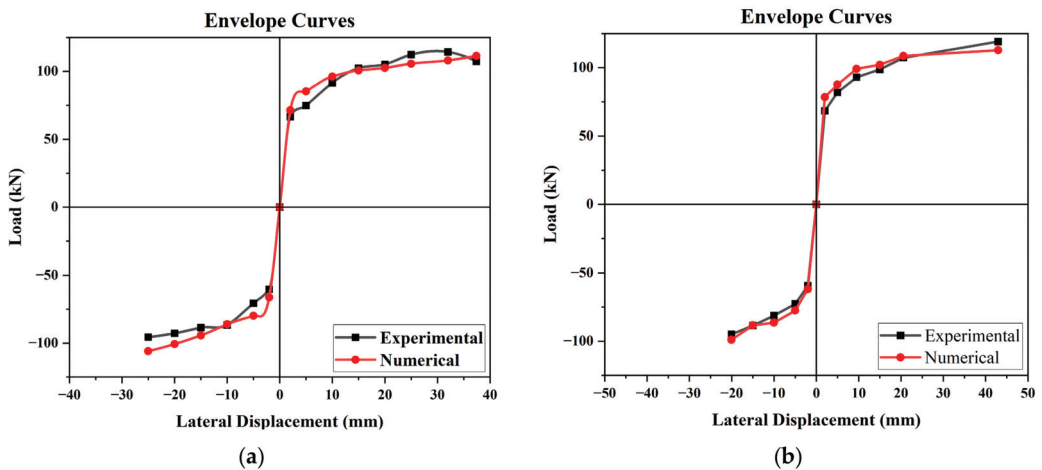 Envelope Curves
100
50
0
−50
−100
Load (kN)
−40
−30
−20
−10
0
10
20
30
40
Lateral Displacement (mm)
Experimental
Numerical
(a)
Envelope Curves
100
50
0
−50
−100
Load (kN)
−50
−40
−30
−20
−10
0
10
20
30
40
50
Lateral Displacement (mm)
Experimental
Numerical
(b)